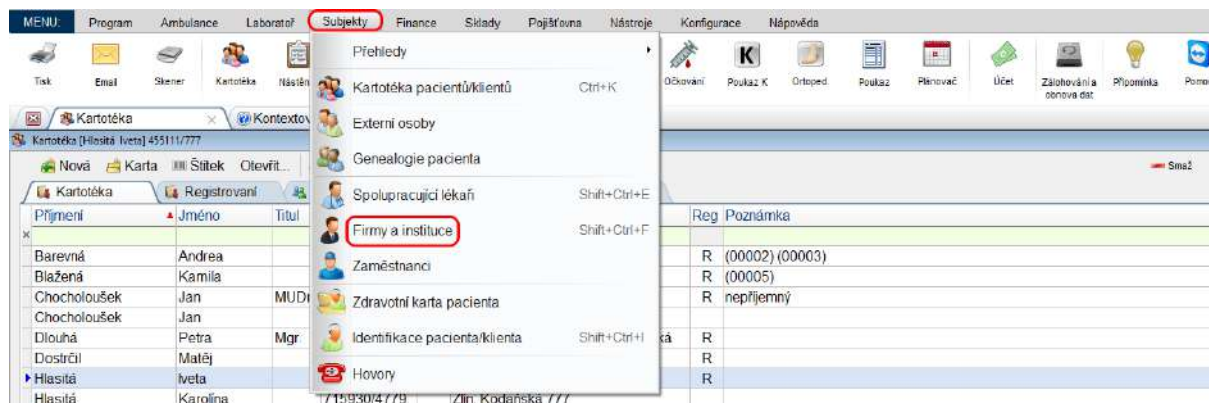 MENU: Program Ambulance Laboratoř Subjekty Finance Sklady Pojišťovna Nástroje Konfigurace Nápověda
Tisk Email Skener Kartotéka Nástěn Očkování Poukaz K Ortoped. Poukaz Plánovač Účet Zálohování a obnova dat Připomínka Pomo
Přehledy
Kartotéka pacientů/klientů Ctrl+K
Externí osoby
Genealogie pacienta
Spolupracující lékaři Shift+Ctrl+E
Firmy a instituce Shift+Ctrl+F
Zaměstnanci
Zdravotní karta pacienta
Identifikace pacienta/klienta Shift+Ctrl+I
Hovory
Kartotéka Kontextov
Kartotéka [Hlasitá Iveta] 455111/777
Nová Karta Štítek Otevřít... Smaž
Kartotéka Registrovaní
Příjmení Jméno Titul Reg Poznámka
Barevná Andrea R (00002) (00003)
Blažená Kamila R (00005)
Chocholoušek Jan MUDr R nepříjemný
Chocholoušek Jan
Dlouhá Petra Mgr ká R
Dostrčil Matěj R
Hlasitá Iveta R
Hlasitá Karolína 715930/4779 Zlín Kodaňská 777